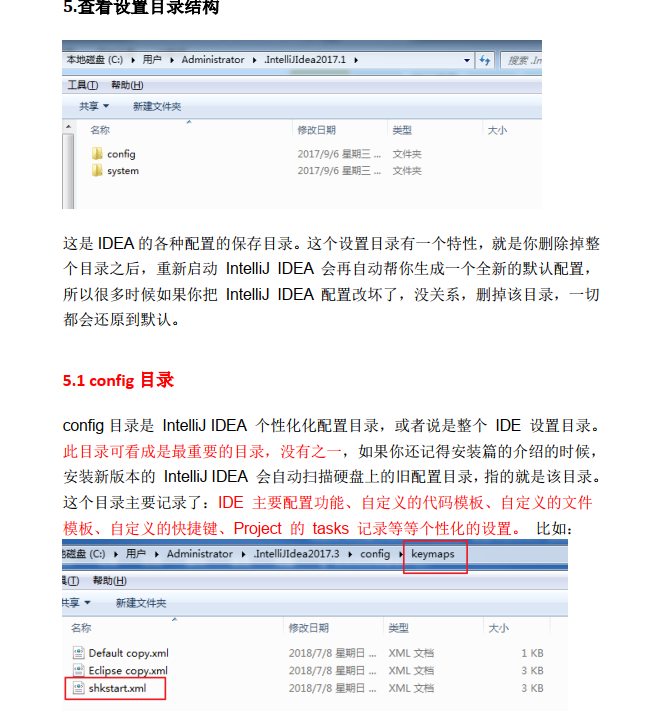 5.查看设置目录结构
本地磁盘 (C:) ▸ 用户 ▸ Administrator ▸ .IntelliJIdea2017.1 ▸ 搜索 .In
工具(T) 帮助(H)
共享 ▼ 新建文件夹
名称 修改日期 类型 大小
config 2017/9/6 星期三 ... 文件夹
system 2017/9/6 星期三 ... 文件夹
这是 IDEA 的各种配置的保存目录。这个设置目录有一个特性，就是你删除掉整
个目录之后，重新启动 IntelliJ IDEA 会再自动帮你生成一个全新的默认配置，
所以很多时候如果你把 IntelliJ IDEA 配置改坏了，没关系，删掉该目录，一切
都会还原到默认。
5.1 config 目录
config 目录是 IntelliJ IDEA 个性化化配置目录，或者说是整个 IDE 设置目录。
此目录可看成是最重要的目录，没有之一，如果你还记得安装篇的介绍的时候，
安装新版本的 IntelliJ IDEA 会自动扫描硬盘上的旧配置目录，指的就是该目录。
这个目录主要记录了：IDE 主要配置功能、自定义的代码模板、自定义的文件
模板、自定义的快捷键、Project 的 tasks 记录等等个性化的设置。 比如：
地磁盘 (C:) ▸ 用户 ▸ Administrator ▸ .IntelliJIdea2017.3 ▸ config ▸ keymaps
具(T) 帮助(H)
共享 ▼ 新建文件夹
名称 修改日期 类型 大小
Default copy.xml 2018/7/8 星期日 ... XML 文档 1 KB
Eclipse copy.xml 2018/7/8 星期日 ... XML 文档 3 KB
shkstart.xml 2018/7/8 星期日 ... XML 文档 3 KB